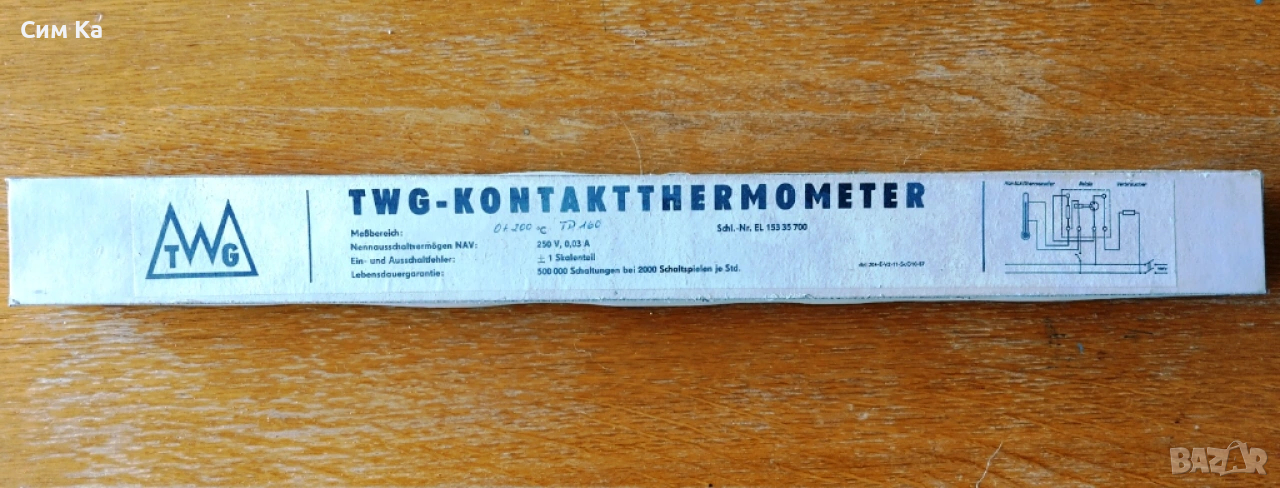 Сим Ка
TWG
TWG-KONTAKTTHERMOMETER
Meßbereich: 0+200 °C TD 160 Schl.-Nr. EL 153 35 700
Nennausschaltvermögen NAV: 250 V, 0,03 A
Ein- und Ausschaltfehler: ± 1 Skalenteil
Lebensdauergarantie: 500 000 Schaltungen bei 2000 Schaltspielen je Std.
Kontaktthermometer Relais Verbraucher
BAZAR